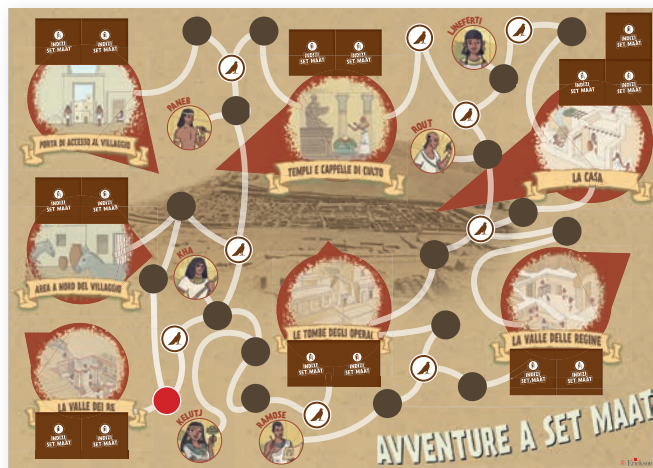 INDIZI
SET MAAT
INDIZI
SET MAAT
INDIZI
SET MAAT
INDIZI
SET MAAT
INDIZI
SET MAAT
INDIZI
SET MAAT
INDIZI
SET MAAT
LINEFERTI
PANEB
ROUT
PORTA DI ACCESSO AL VILLAGGIO
TEMPLI E CAPPELLE DI CULTO
LA CASA
INDIZI
SET MAAT
INDIZI
SET MAAT
KHA
AREA A NORD DEL VILLAGGIO
LE TOMBE DEGLI OPERAI
LA VALLE DELLE REGINE
INDIZI
SET MAAT
INDIZI
SET MAAT
INDIZI
SET MAAT
INDIZI
SET MAAT
LA VALLE DEI RE
INDIZI
SET MAAT
INDIZI
SET MAAT
KELUTJ
RAMOSE
AVVENTURE A SET MAAT
Erickson